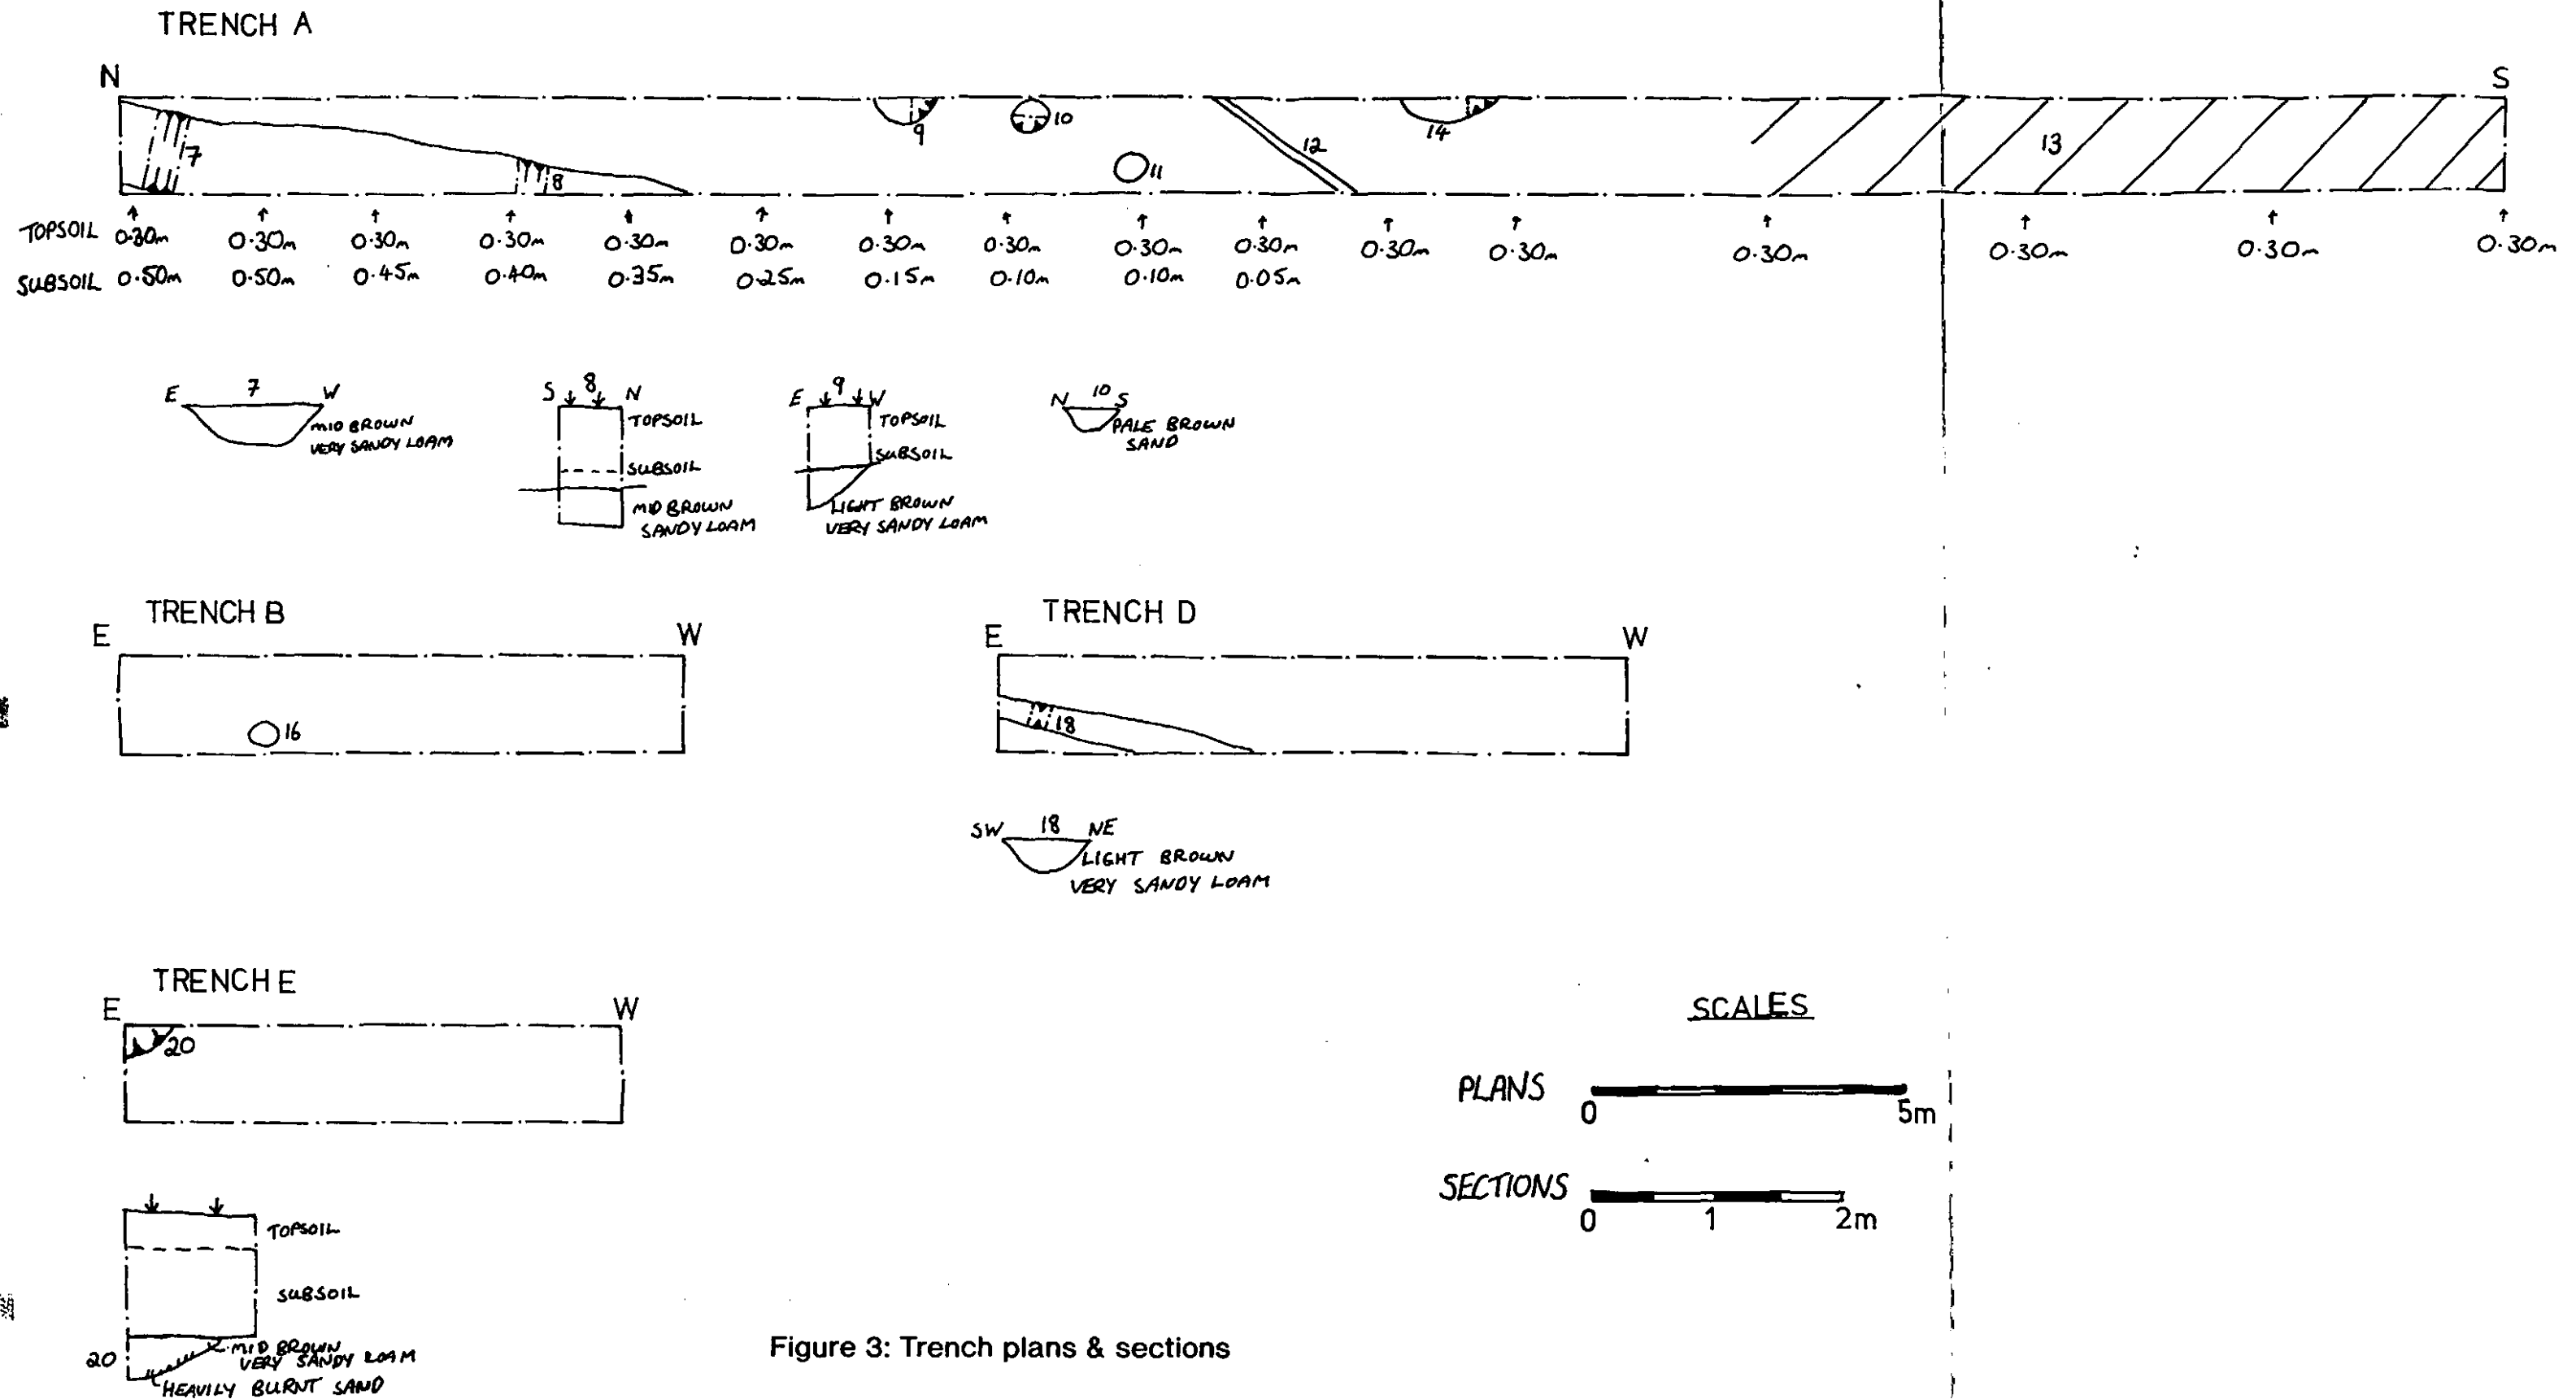 TRENCH A
N S
7 8 9 10 11 12 14 13
TOPSOIL 0.30m 0.30m 0.30m 0.30m 0.30m 0.30m 0.30m 0.30m 0.30m 0.30m 0.30m 0.30m 0.30m 0.30m 0.30m 0.30m
SUBSOIL 0.50m 0.50m 0.45m 0.40m 0.35m 0.25m 0.15m 0.10m 0.10m 0.05m
E 7 W
MID BROWN
VERY SANDY LOAM
S 8 N
TOPSOIL
SUBSOIL
MID BROWN
SANDY LOAM
E 9 W
TOPSOIL
SUBSOIL
LIGHT BROWN
VERY SANDY LOAM
N 10 S
PALE BROWN
SAND
TRENCH B
E W
16
TRENCH D
E W
18
SW 18 NE
LIGHT BROWN
VERY SANDY LOAM
TRENCH E
E W
20
TOPSOIL
SUBSOIL
20
MID BROWN
VERY SANDY LOAM
HEAVILY BURNT SAND
SCALES
PLANS
0 5m
SECTIONS
0 1 2m
Figure 3: Trench plans & sections